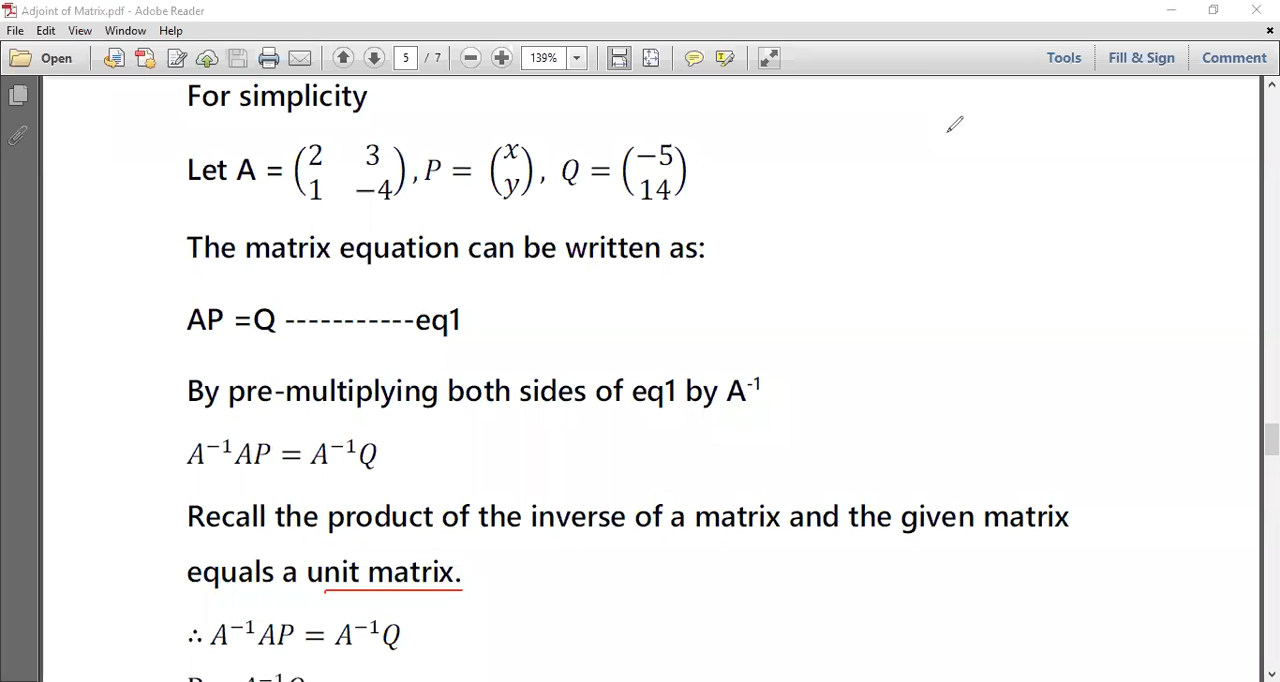 Adjoint of Matrix.pdf - Adobe Reader
File Edit View Window Help
Open 5 / 7 139% Tools Fill & Sign Comment
For simplicity
Let A = (2 3; 1 −4), P = (x; y), Q = (−5; 14)
The matrix equation can be written as:
AP =Q -----------eq1
By pre-multiplying both sides of eq1 by A⁻¹
A⁻¹AP = A⁻¹Q
Recall the product of the inverse of a matrix and the given matrix
equals a unit matrix.
∴ A⁻¹AP = A⁻¹Q